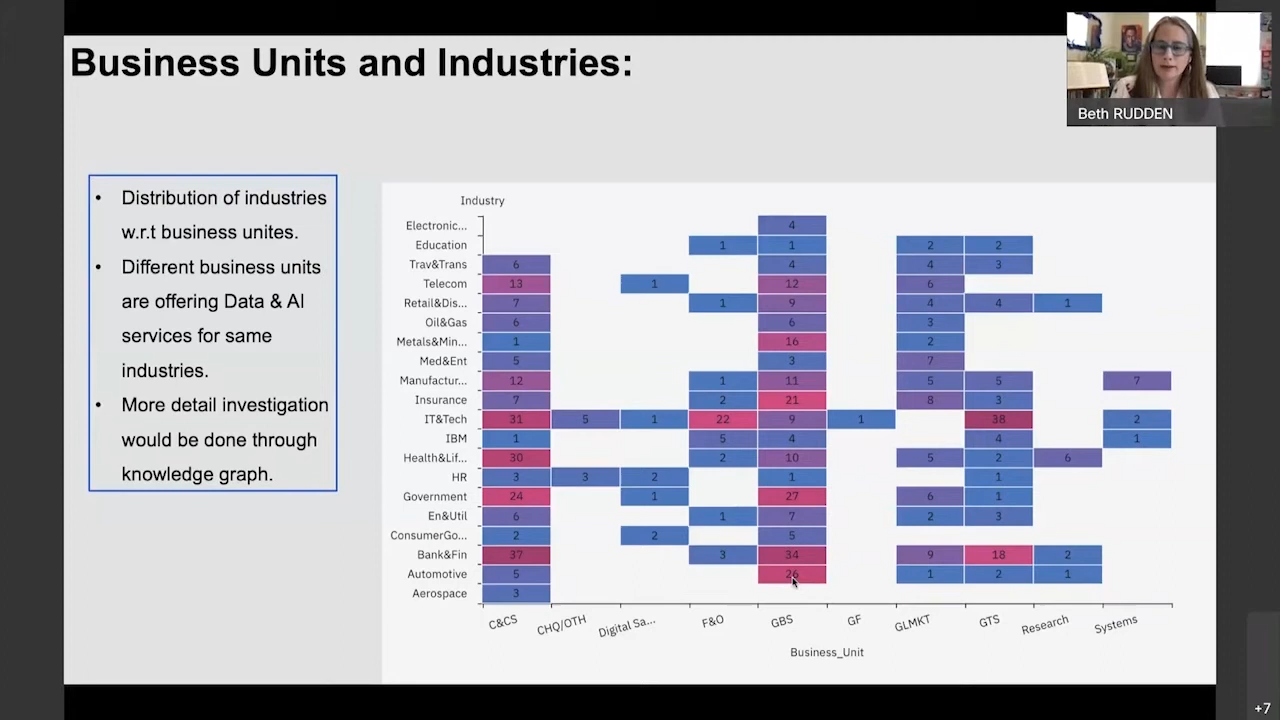 Business Units and Industries:
Beth RUDDEN
• Distribution of industries
w.r.t business unites.
• Different business units
are offering Data & AI
services for same
industries.
• More detail investigation
would be done through
knowledge graph.
Industry
Electronic... 4
Education 1 1 2 2
Trav&Trans 6 4 4 3
Telecom 13 1 12 6
Retail&Dis... 7 1 9 4 4 1
Oil&Gas 6 6 3
Metals&Min... 1 16 2
Med&Ent 5 3 7
Manufactur... 12 1 11 5 5 7
Insurance 7 2 21 8 3
IT&Tech 31 5 1 22 9 1 38 2
IBM 1 5 4 4 1
Health&Lif... 30 2 10 5 2 6
HR 3 3 2 1 1
Government 24 1 27 6 1
En&Util 6 1 7 2 3
ConsumerGo... 2 2 5
Bank&Fin 37 3 34 9 18 2
Automotive 5 26 1 2 1
Aerospace 3
C&CS CHQ/OTH Digital Sa... F&O GBS GF GLMKT GTS Research Systems
Business_Unit
+7